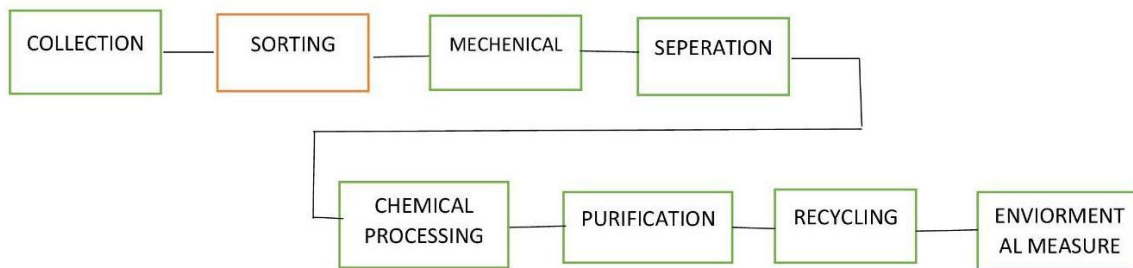 COLLECTION
SORTING
MECHENICAL
SEPERATION
CHEMICAL
PROCESSING
PURIFICATION
RECYCLING
ENVIORMENT
AL MEASURE